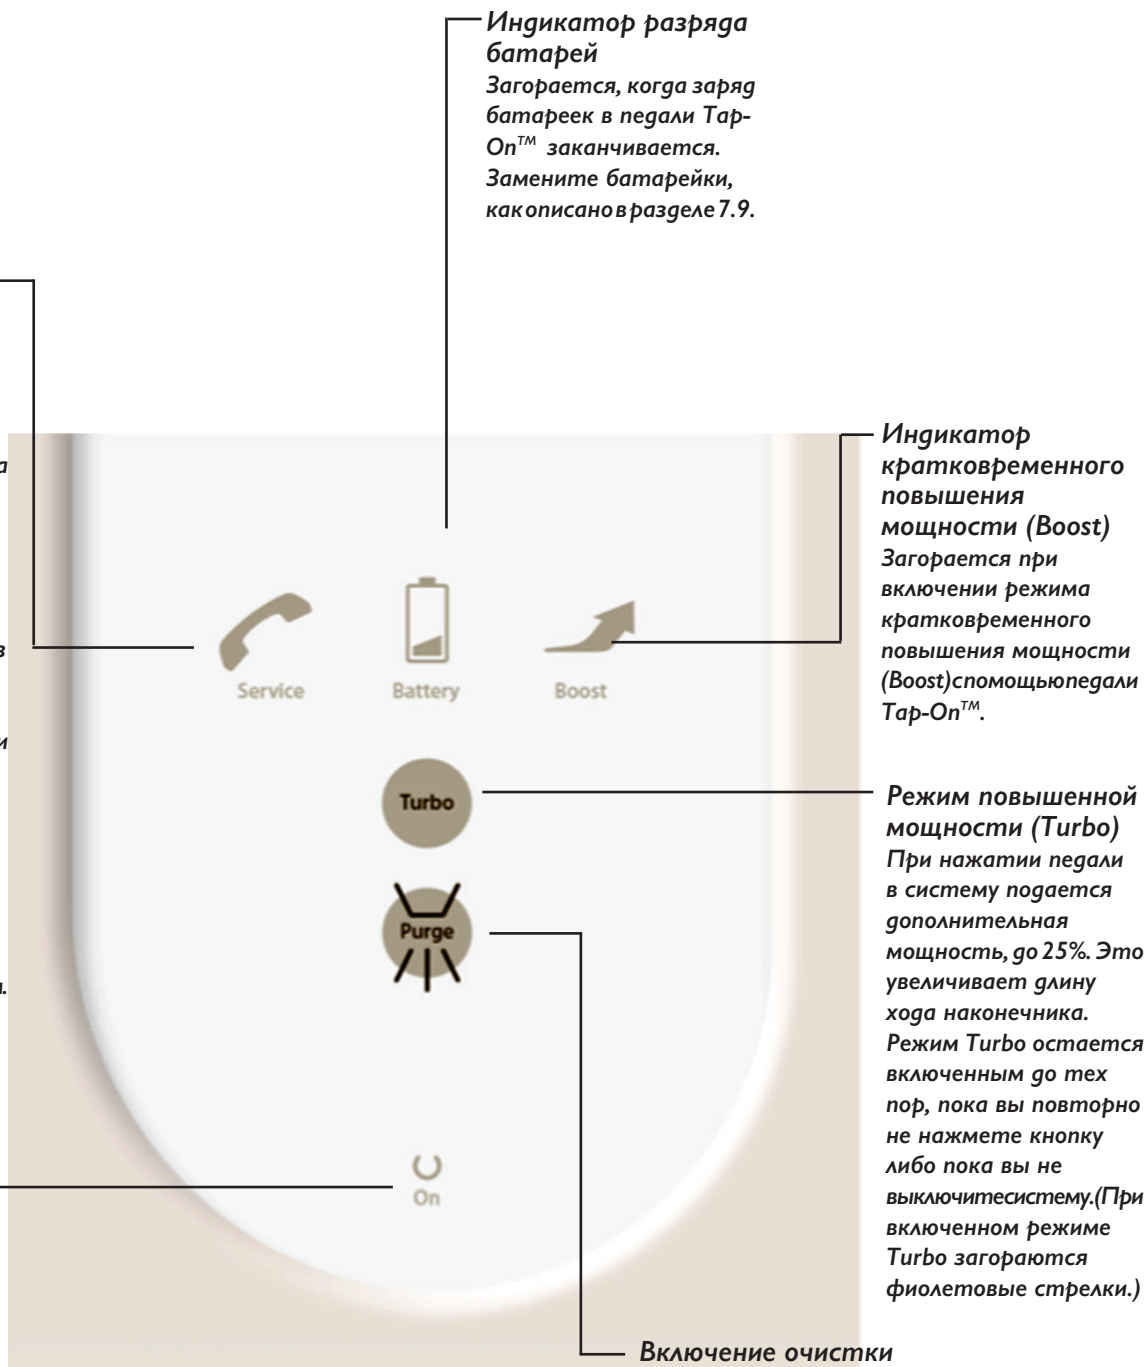 Индикатор разряда
батарей
Загорается, когда заряд
батареек в педали Tap-
On™ заканчивается.
Замените батарейки,
как описано в разделе 7.9.
а
в
и
.
Индикатор
кратковременного
повышения
мощности (Boost)
Загорается при
включении режима
кратковременного
повышения мощности
(Boost) с помощью педали
Tap-On™.
Service
Battery
Boost
Turbo
Purge
On
Режим повышенной
мощности (Turbo)
При нажатии педали
в систему подается
дополнительная
мощность, до 25%. Это
увеличивает длину
хода наконечника.
Режим Turbo остается
включенным до тех
пор, пока вы повторно
не нажмете кнопку
либо пока вы не
выключите систему. (При
включенном режиме
Turbo загораются
фиолетовые стрелки.)
Включение очистки